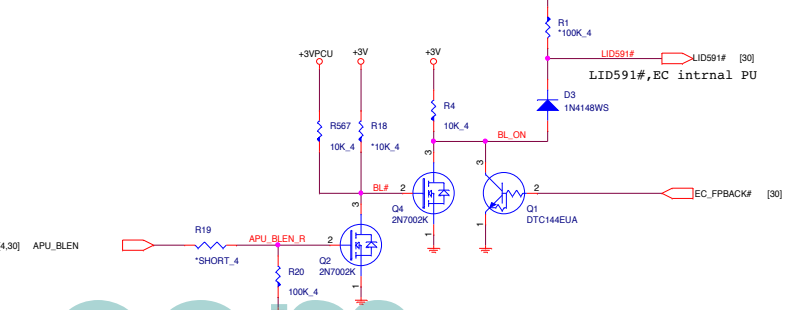 R1
*100K_4
+3VPCU
+3V
+3V
LID591#
LID591# [30]
LID591#,EC intrnal PU
D3
1N4148WS
R4
10K_4
R567
10K_4
R18
*10K_4
BL_ON
3
3
BL#
2
2
EC_FPBACK# [30]
Q4
2N7002K
Q1
DTC144EUA
3
1
1
R19
4,30] APU_BLEN
APU_BLEN_R
2
*SHORT_4
Q2
2N7002K
R20
100K_4
1